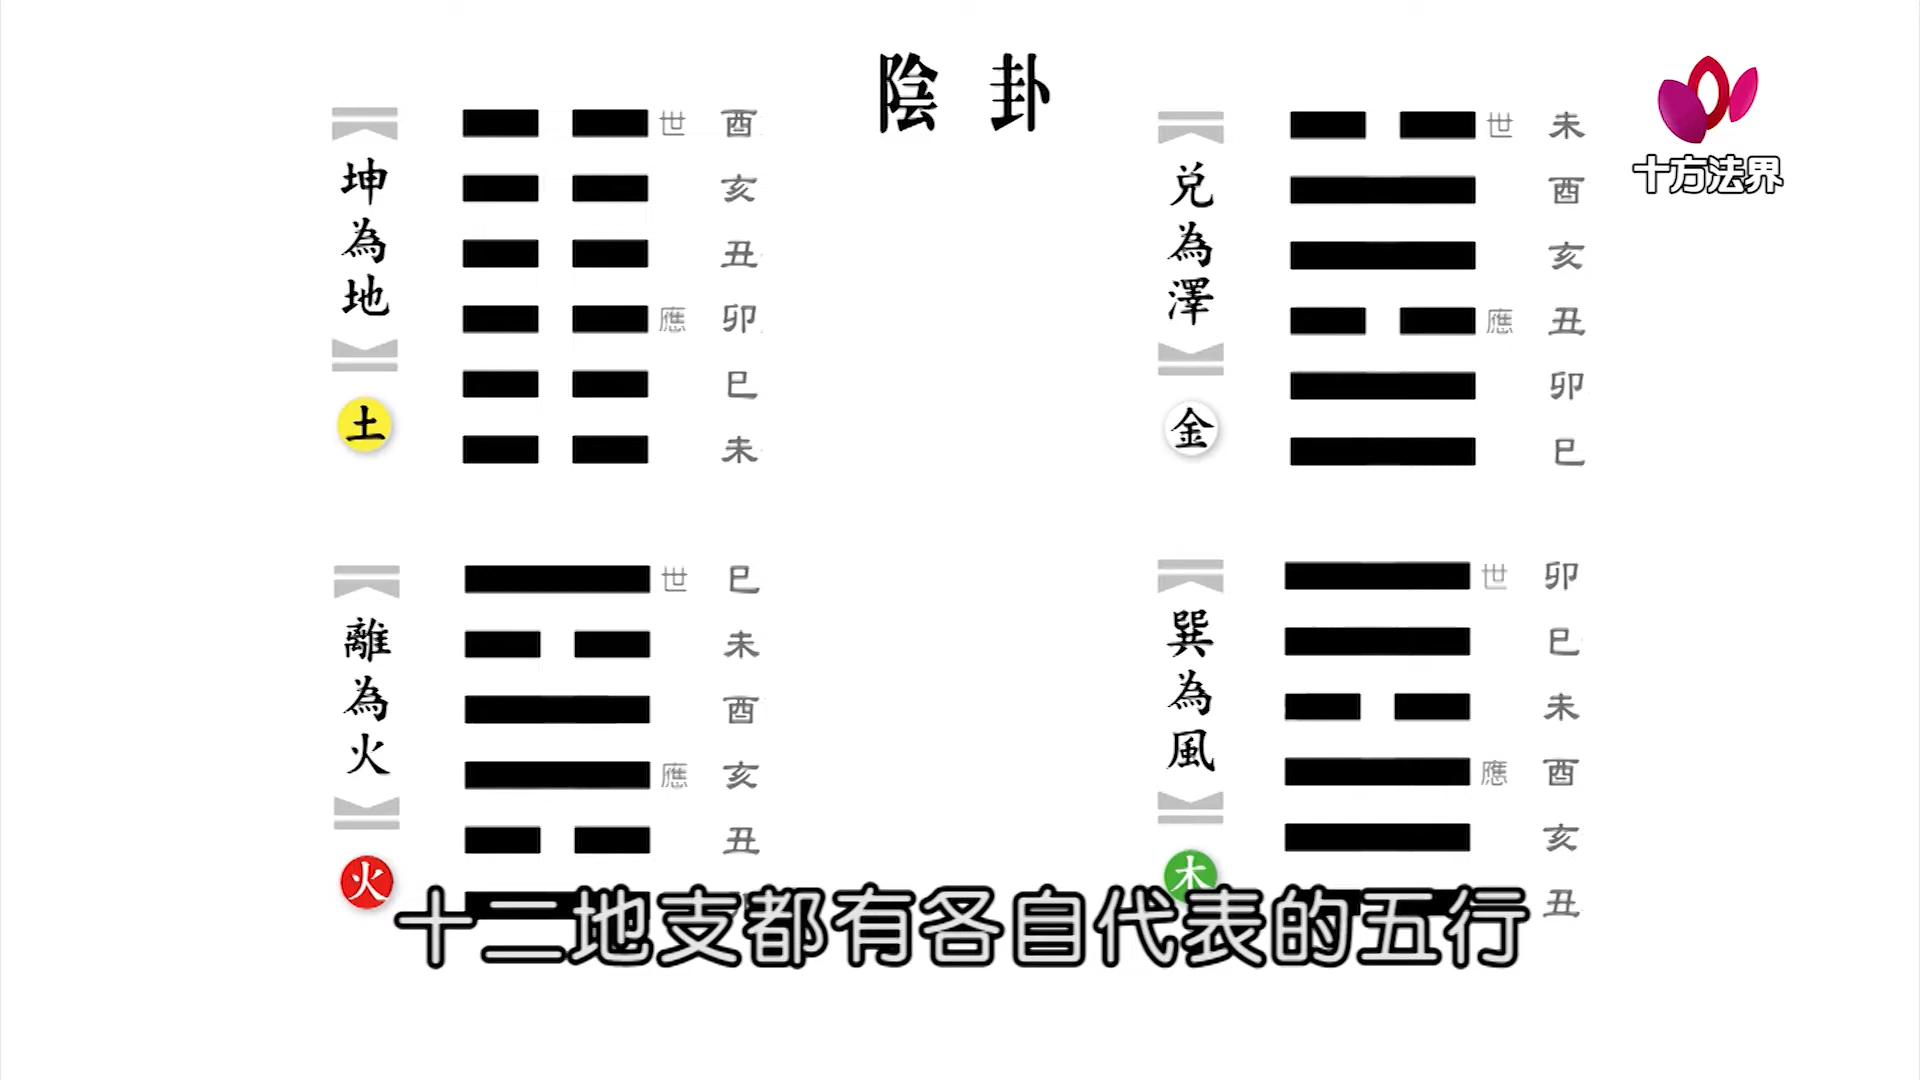 陰卦
十方法界
坤為地
土
世 酉
亥
丑
應 卯
巳
未
兌為澤
金
世 未
酉
亥
應 丑
卯
巳
離為火
火
世 巳
未
酉
應 亥
丑
巽為風
木
世 卯
巳
未
應 酉
亥
丑
十二地支都有各自代表的五行